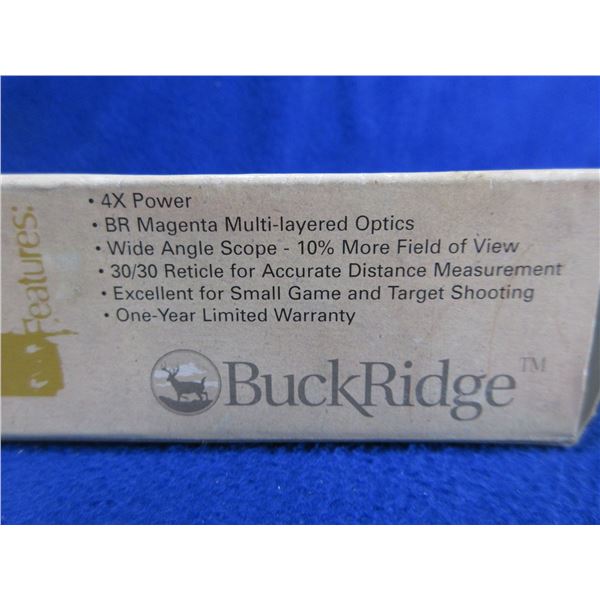 Features:
• 4X Power
• BR Magenta Multi-layered Optics
• Wide Angle Scope - 10% More Field of View
• 30/30 Reticle for Accurate Distance Measurement
• Excellent for Small Game and Target Shooting
• One-Year Limited Warranty
BuckRidge™